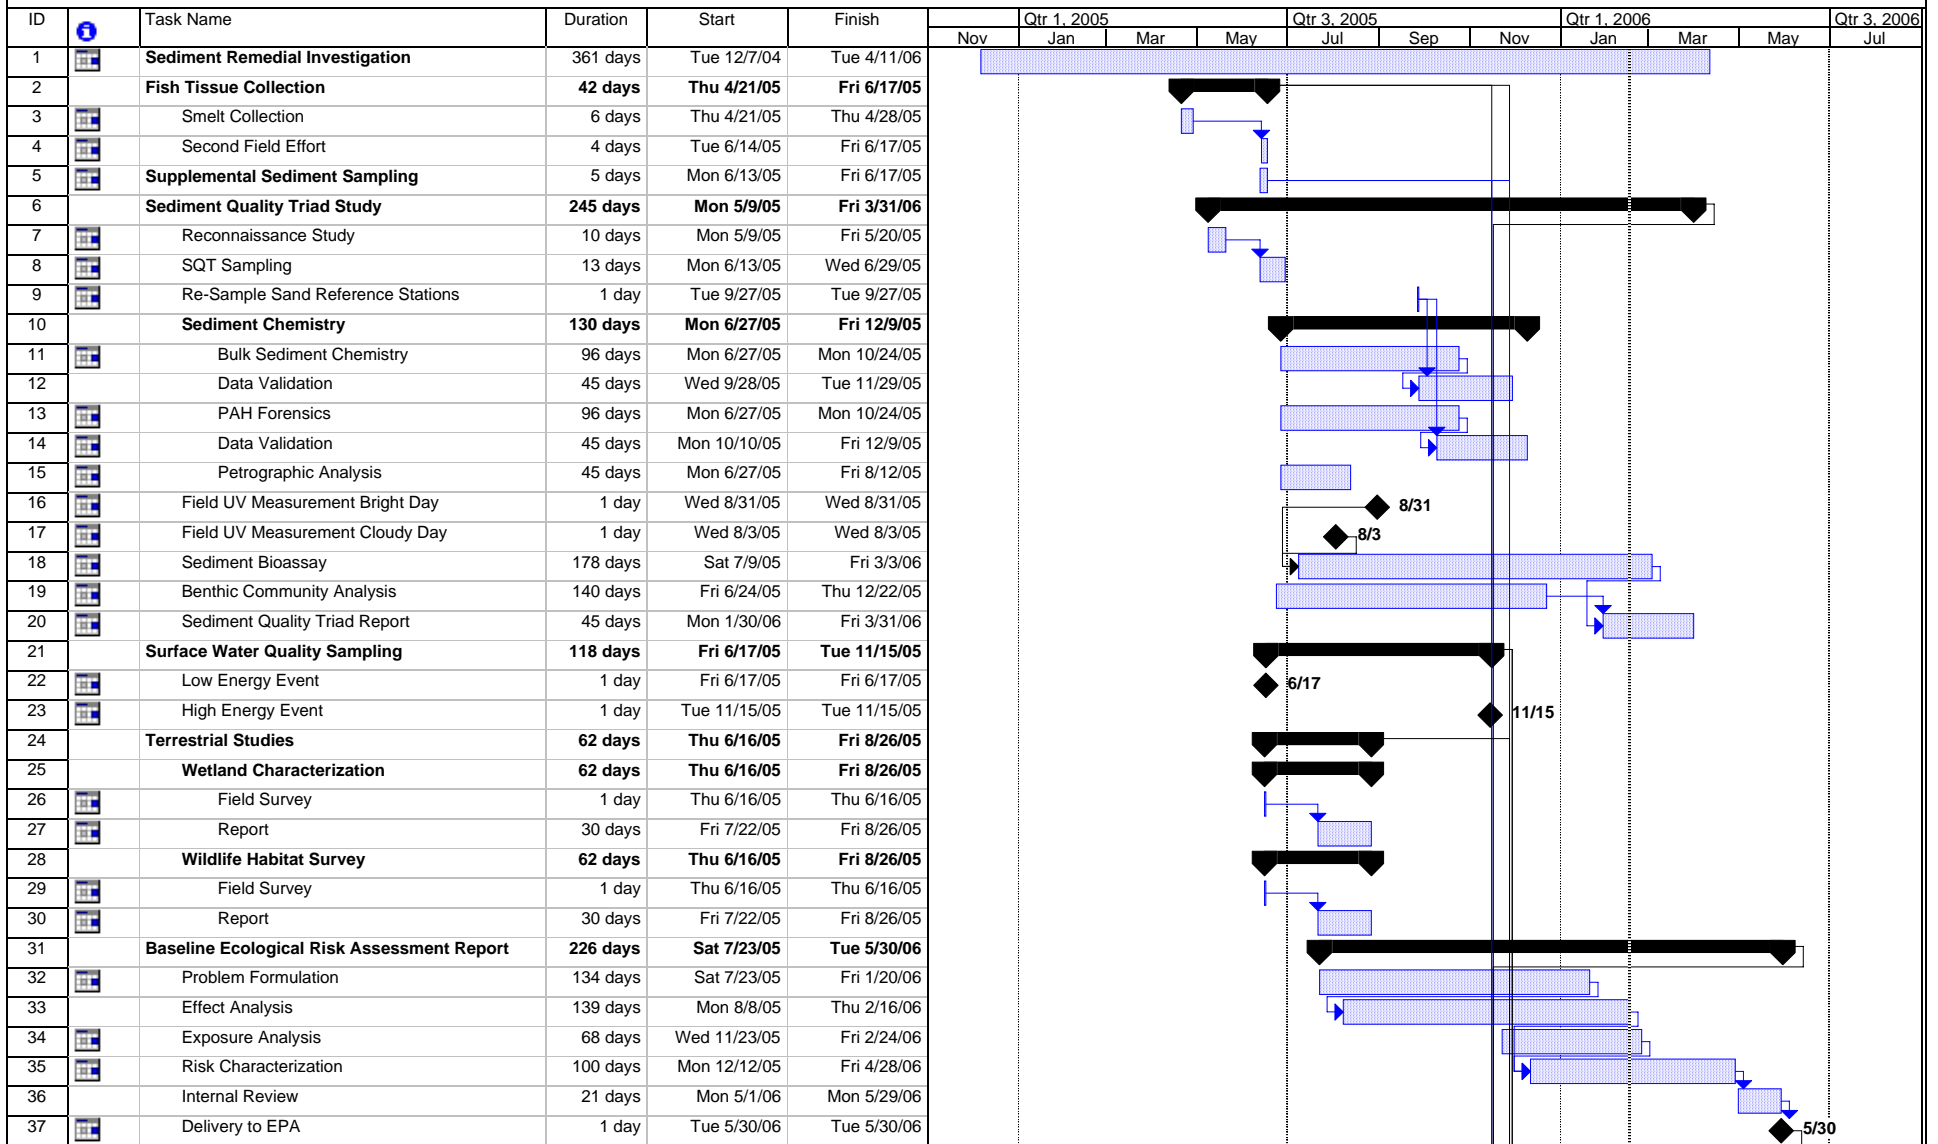 ID Task Name Duration Start Finish Qtr 1, 2005 Qtr 3, 2005 Qtr 1, 2006 Qtr 3, 2006
Nov Jan Mar May Jul Sep Nov Jan Mar May Jul
1 Sediment Remedial Investigation 361 days Tue 12/7/04 Tue 4/11/06
2 Fish Tissue Collection 42 days Thu 4/21/05 Fri 6/17/05
3 Smelt Collection 6 days Thu 4/21/05 Thu 4/28/05
4 Second Field Effort 4 days Tue 6/14/05 Fri 6/17/05
5 Supplemental Sediment Sampling 5 days Mon 6/13/05 Fri 6/17/05
6 Sediment Quality Triad Study 245 days Mon 5/9/05 Fri 3/31/06
7 Reconnaissance Study 10 days Mon 5/9/05 Fri 5/20/05
8 SQT Sampling 13 days Mon 6/13/05 Wed 6/29/05
9 Re-Sample Sand Reference Stations 1 day Tue 9/27/05 Tue 9/27/05
10 Sediment Chemistry 130 days Mon 6/27/05 Fri 12/9/05
11 Bulk Sediment Chemistry 96 days Mon 6/27/05 Mon 10/24/05
12 Data Validation 45 days Wed 9/28/05 Tue 11/29/05
13 PAH Forensics 96 days Mon 6/27/05 Mon 10/24/05
14 Data Validation 45 days Mon 10/10/05 Fri 12/9/05
15 Petrographic Analysis 45 days Mon 6/27/05 Fri 8/12/05
16 Field UV Measurement Bright Day 1 day Wed 8/31/05 Wed 8/31/05 8/31
17 Field UV Measurement Cloudy Day 1 day Wed 8/3/05 Wed 8/3/05 8/3
18 Sediment Bioassay 178 days Sat 7/9/05 Fri 3/3/06
19 Benthic Community Analysis 140 days Fri 6/24/05 Thu 12/22/05
20 Sediment Quality Triad Report 45 days Mon 1/30/06 Fri 3/31/06
21 Surface Water Quality Sampling 118 days Fri 6/17/05 Tue 11/15/05
22 Low Energy Event 1 day Fri 6/17/05 Fri 6/17/05 6/17
23 High Energy Event 1 day Tue 11/15/05 Tue 11/15/05 11/15
24 Terrestrial Studies 62 days Thu 6/16/05 Fri 8/26/05
25 Wetland Characterization 62 days Thu 6/16/05 Fri 8/26/05
26 Field Survey 1 day Thu 6/16/05 Thu 6/16/05
27 Report 30 days Fri 7/22/05 Fri 8/26/05
28 Wildlife Habitat Survey 62 days Thu 6/16/05 Fri 8/26/05
29 Field Survey 1 day Thu 6/16/05 Thu 6/16/05
30 Report 30 days Fri 7/22/05 Fri 8/26/05
31 Baseline Ecological Risk Assessment Report 226 days Sat 7/23/05 Tue 5/30/06
32 Problem Formulation 134 days Sat 7/23/05 Fri 1/20/06
33 Effect Analysis 139 days Mon 8/8/05 Thu 2/16/06
34 Exposure Analysis 68 days Wed 11/23/05 Fri 2/24/06
35 Risk Characterization 100 days Mon 12/12/05 Fri 4/28/06
36 Internal Review 21 days Mon 5/1/06 Mon 5/29/06
37 Delivery to EPA 1 day Tue 5/30/06 Tue 5/30/06 5/30